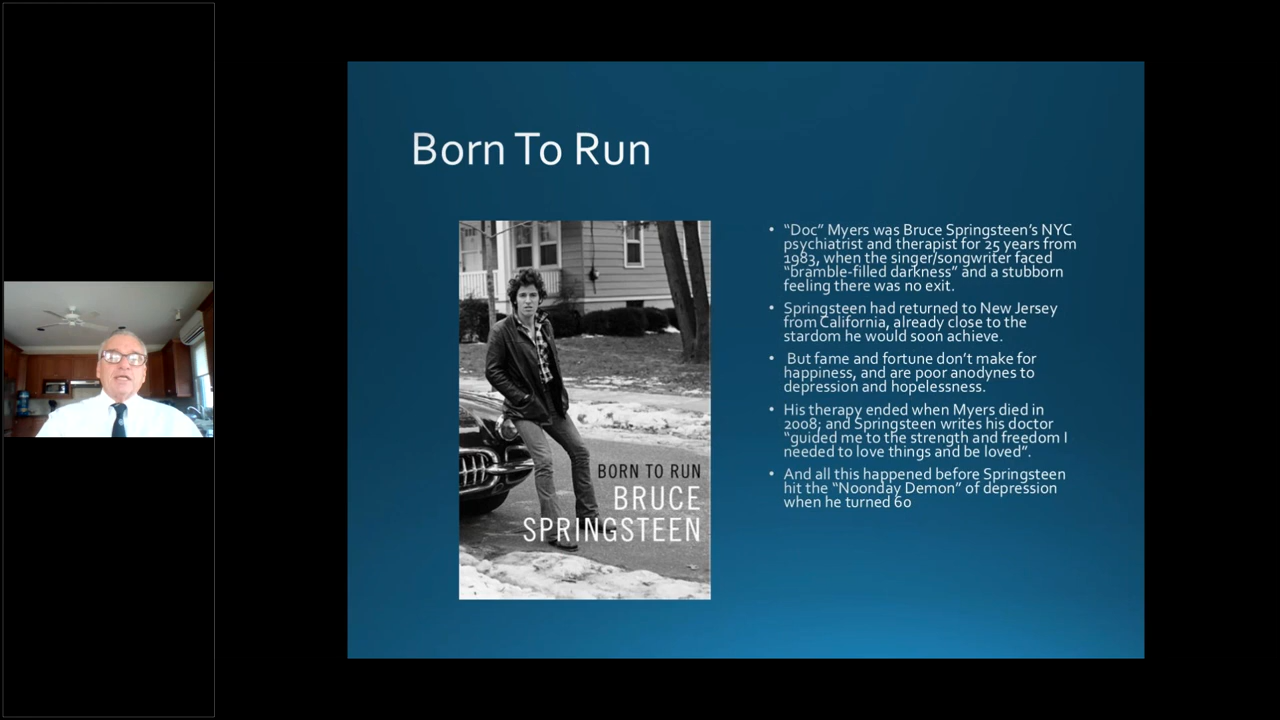 Born To Run
BORN TO RUN
BRUCE
SPRINGSTEEN
• “Doc” Myers was Bruce Springsteen’s NYC
psychiatrist and therapist for 25 years from
1983, when the singer/songwriter faced
“bramble-filled darkness” and a stubborn
feeling there was no exit.
• Springsteen had returned to New Jersey
from California, already close to the
stardom he would soon achieve.
• But fame and fortune don’t make for
happiness, and are poor anodynes to
depression and hopelessness.
• His therapy ended when Myers died in
2008; and Springsteen writes his doctor
“guided me to the strength and freedom I
needed to love things and be loved”.
• And all this happened before Springsteen
hit the “Noonday Demon” of depression
when he turned 60